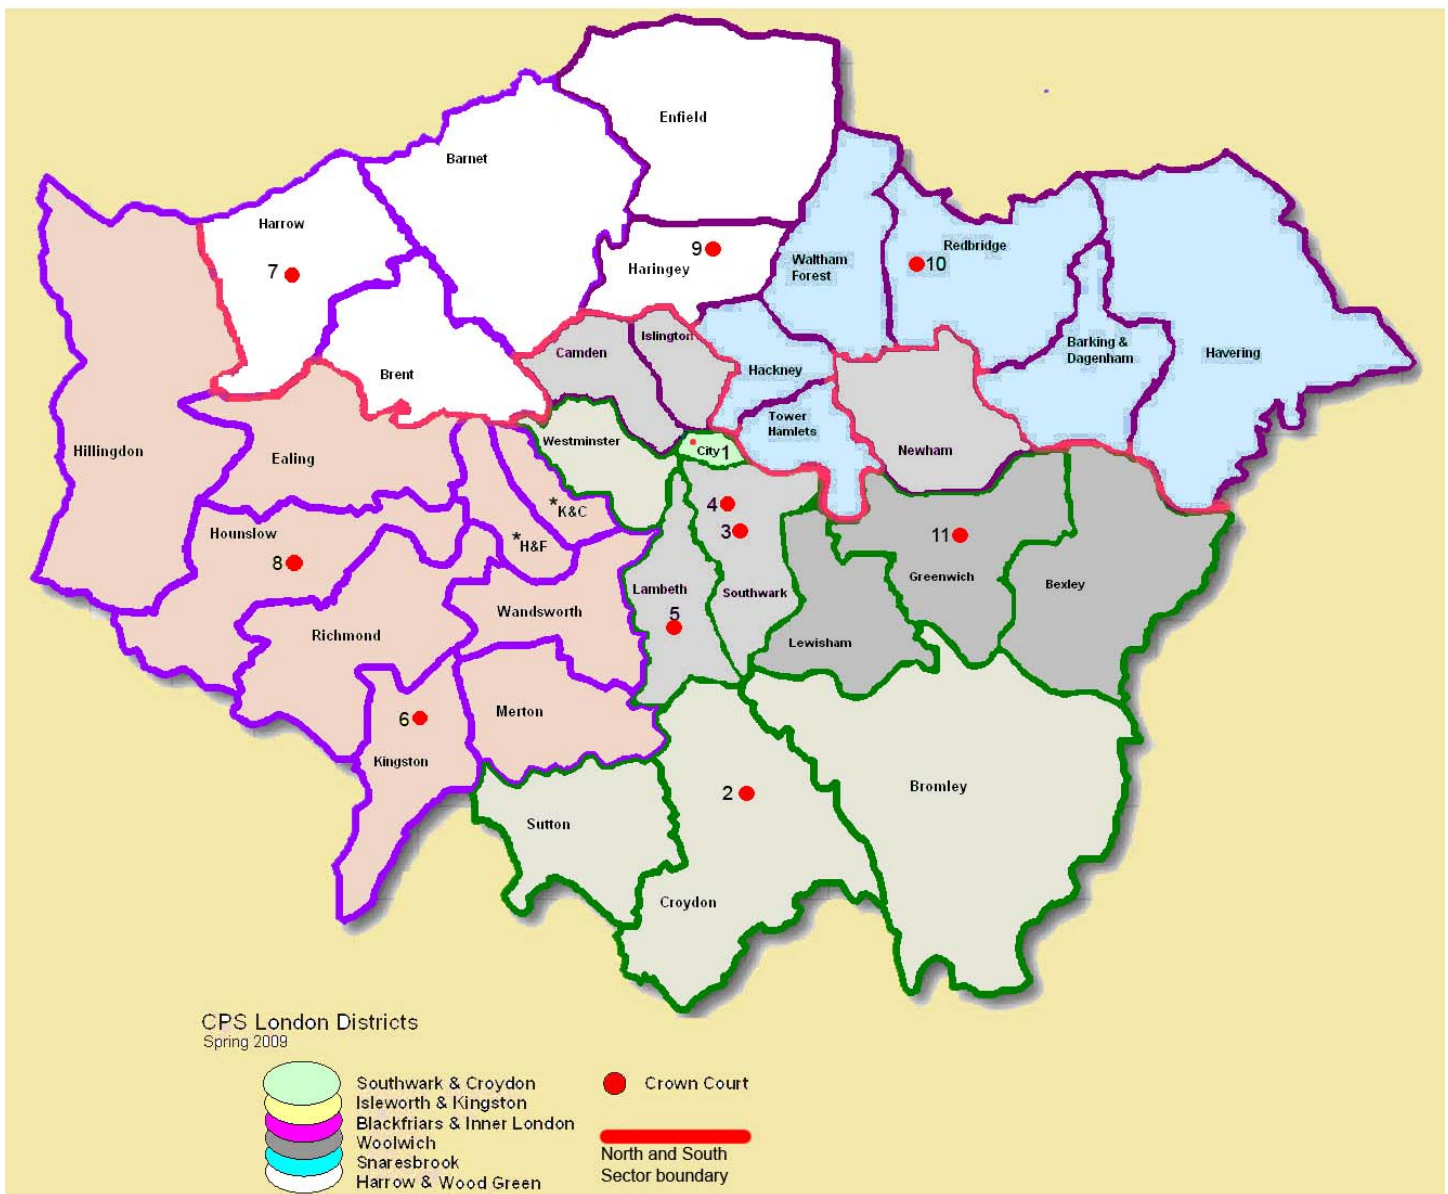 Enfield
Barnet
Harrow
7
9
Haringey
Waltham
Forest
Redbridge
10
Islington
Camden
Brent
Hackney
Barking &
Dagenham
Havering
Tower
Hamlets
Westminster
City 1
Newham
Hillingdon
Ealing
*K&C
4
3
Hounslow
*H&F
8
11
Greenwich
Lambeth
Southwark
Bexley
5
Wandsworth
Richmond
Lewisham
Merton
6
Kingston
2
Bromley
Sutton
Croydon
CPS London Districts
Spring 2009
Southwark & Croydon
Isleworth & Kingston
Blackfriars & Inner London
Woolwich
Snaresbrook
Harrow & Wood Green
Crown Court
North and South
Sector boundary